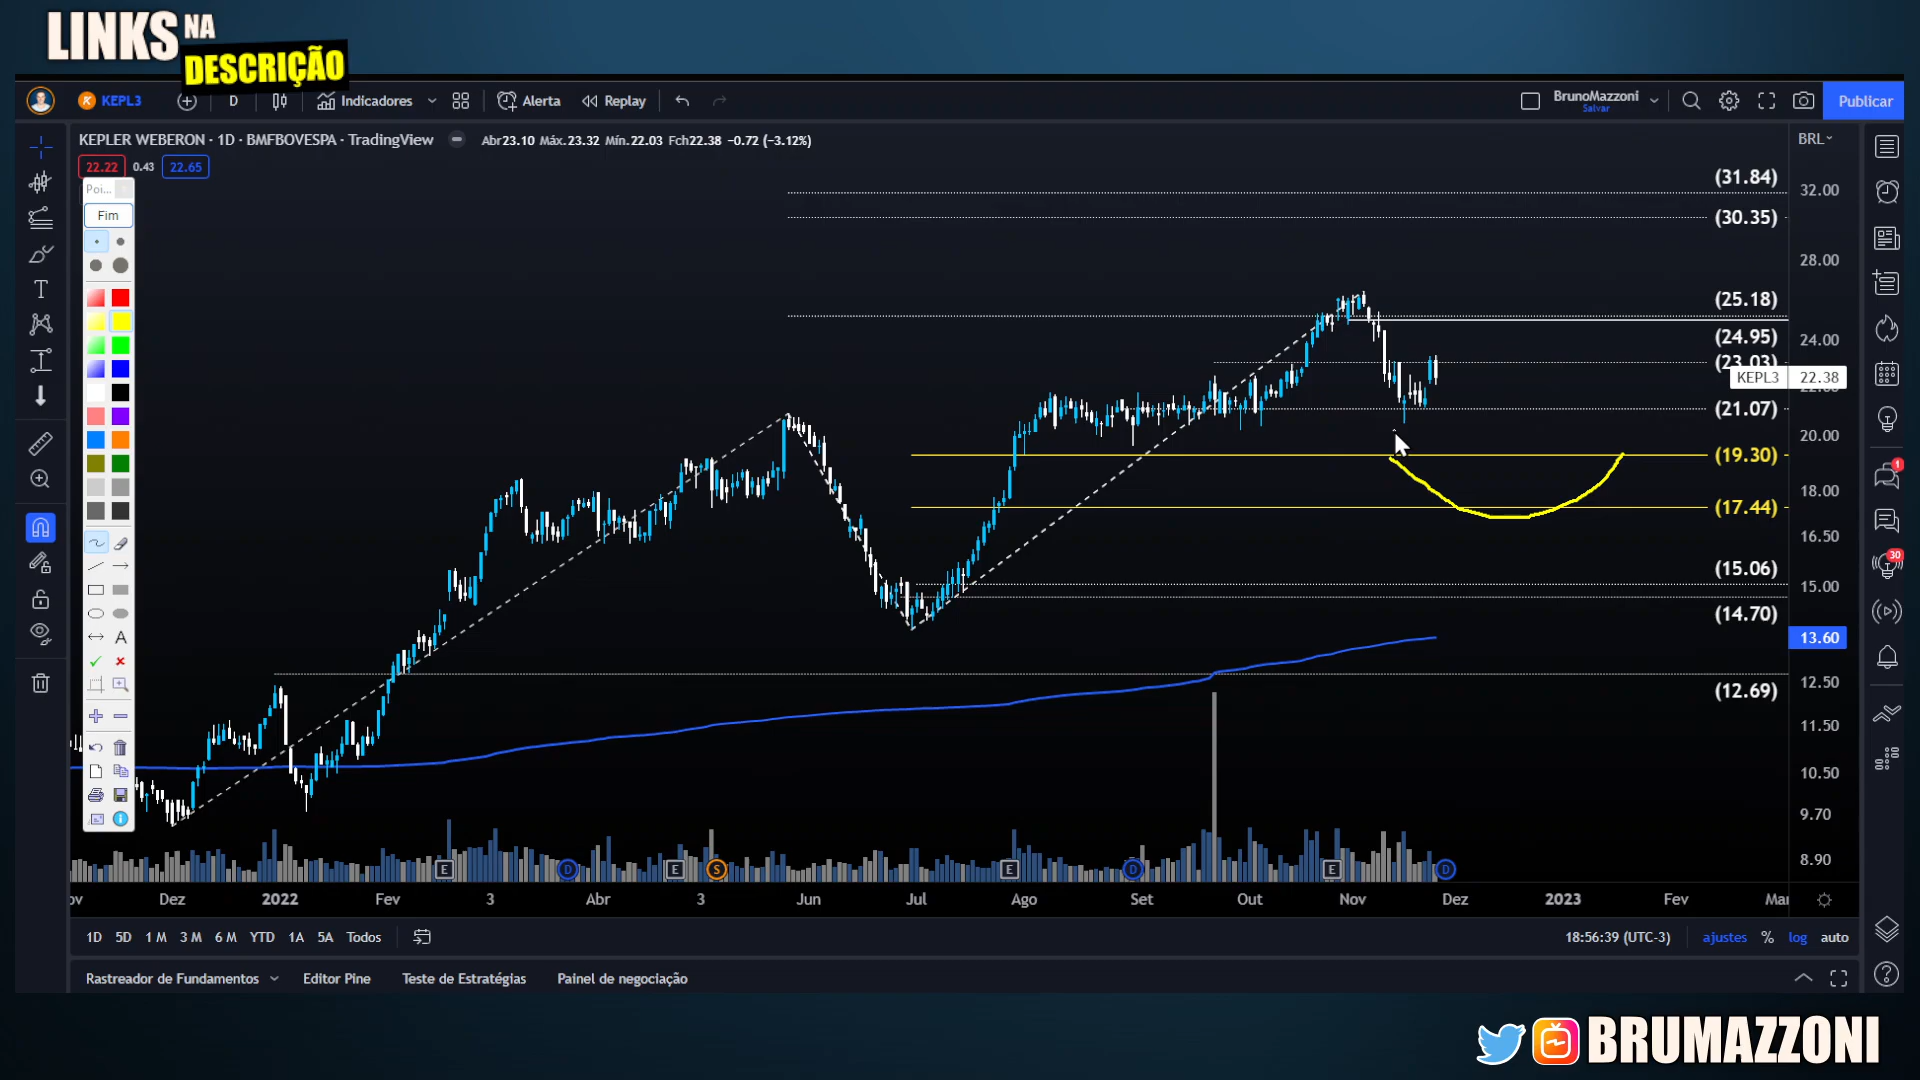 LINKS NA
DESCRIÇÃO
KEPL3
D
Indicadores
Alerta
Replay
BrunoMazzoni
Salvar
Publicar
KEPLER WEBERON · 1D · BMFBOVESPA · TradingView
Abr23.10 Máx.23.32 Mín.22.03 Fch22.38 −0.72 (−3.12%)
BRL
22.22 0.43 22.65
Poi...
Fim
(31.84)
32.00
(30.35)
28.00
(25.18)
(24.95)
24.00
(23.03)
KEPL3 22.38
(21.07)
20.00
(19.30)
18.00
(17.44)
16.50
(15.06)
15.00
(14.70)
13.60
12.50
(12.69)
11.50
10.50
9.70
8.90
T
A
1
30
E D E S E D E D
Dez 2022 Fev 3 Abr 3 Jun Jul Ago Set Out Nov Dez 2023 Fev
1D 5D 1 M 3 M 6 M YTD 1A 5A Todos
18:56:39 (UTC-3)
ajustes % log auto
Rastreador de Fundamentos Editor Pine Teste de Estratégias Painel de negociação
BRUMAZZONI